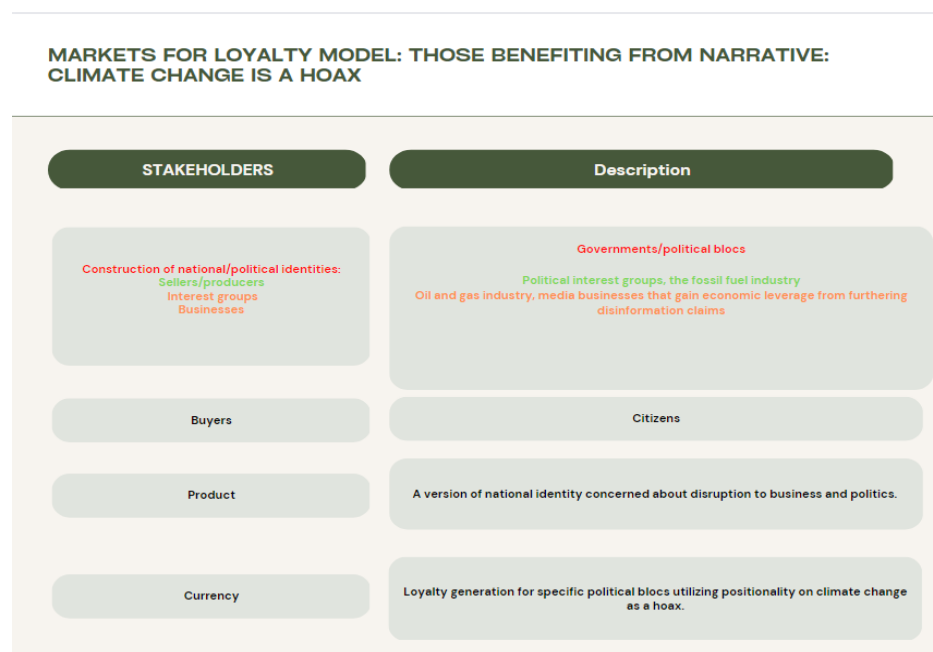 MARKETS FOR LOYALTY MODEL: THOSE BENEFITING FROM NARRATIVE:
CLIMATE CHANGE IS A HOAX
STAKEHOLDERS
Description
Construction of national/political identities:
Sellers/producers
Interest groups
Businesses
Governments/political blocs
Political interest groups, the fossil fuel industry
Oil and gas industry, media businesses that gain economic leverage from furthering
disinformation claims
Buyers
Citizens
Product
A version of national identity concerned about disruption to business and politics.
Currency
Loyalty generation for specific political blocs utilizing positionality on climate change
as a hoax.